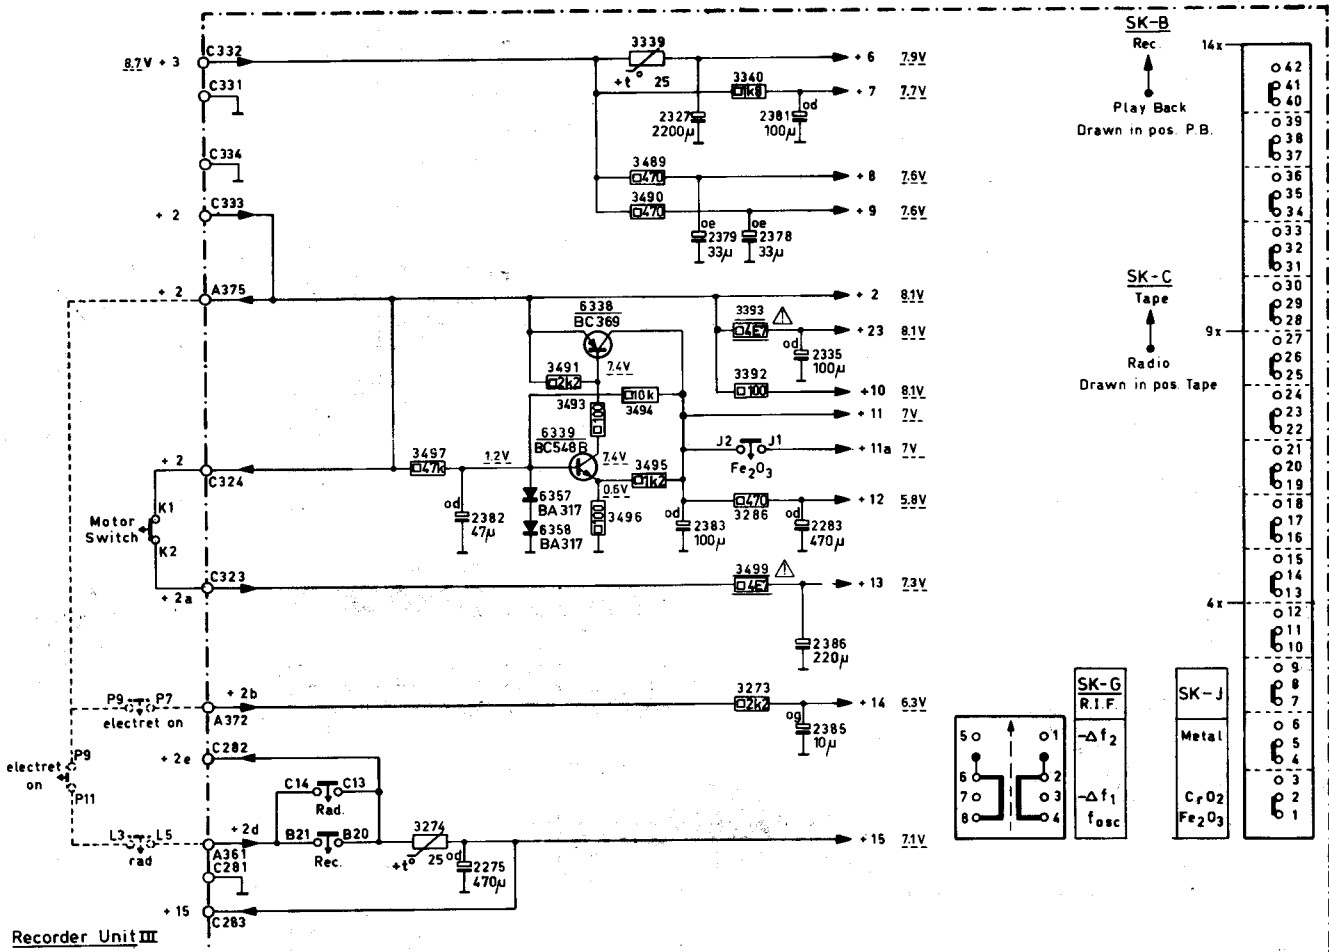 8.7V + 3
C332
C331
C334
C333
+ 2
+ 2
A375
3339
+t° 25
+ 6 7.9V
3340
1k8
+ 7 7.7V
2327
2200µ
od
2381
100µ
3489
470
+ 8 7.6V
3490
470
+ 9 7.6V
oe
2379
33µ
oe
2378
33µ
+ 2 8.1V
6338
BC369
7.4V
3491
2k2
3493
10k
3494
3393
4E7
+ 23 8.1V
od
2335
100µ
3392
100
+10 8.1V
+ 11 7V
J2 J1
Fe2O3
+ 11a 7V
6339
BC548B
7.4V
1.2V
0.6V
3495
1k2
3496
+ 2
C324
3497
47k
od
2382
47µ
6357
BA317
6358
BA317
od
2383
100µ
470
3286
+ 12 5.8V
od
2283
470µ
Motor
Switch
K1
K2
+ 2a
C323
3499
4E7
+ 13 7.3V
2386
220µ
P9 P7
electret on
+ 2b
A372
3273
2k2
+ 14 6.3V
og
2385
10µ
P9
electret
on
P11
+ 2e
C282
C14 C13
Rad.
L3 L5
rad
+2d
A361
C281
B21 B20
Rec.
3274
+t° 25
od
2275
470µ
+ 15 7.1V
+ 15
C283
Recorder Unit III
SK-B
Rec.
Play Back
Drawn in pos. P.B.
SK-C
Tape
Radio
Drawn in pos. Tape
14x
9x
4x
42
41
40
39
38
37
36
35
34
33
32
31
30
29
28
27
26
25
24
23
22
21
20
19
18
17
16
15
14
13
12
11
10
9
8
7
6
5
4
3
2
1
5 1
6 2
7 3
8 4
SK-G
R.I.F.
-Δf2
-Δf1
fosc
SK-J
Metal
CrO2
Fe2O3